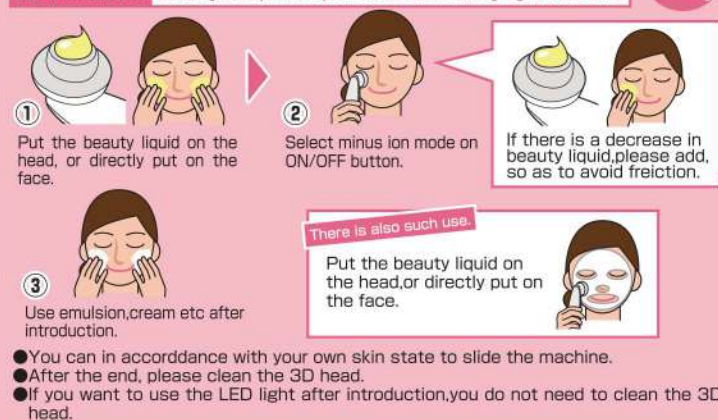 ①
Put the beauty liquid on the
head, or directly put on the
face.
②
Select minus ion mode on
ON/OFF button.
If there is a decrease in
beauty liquid,please add,
so as to avoid freiction.
③
Use emulsion,cream etc after
introduction.
There is also such use.
Put the beauty liquid on
the head,or directly put on
the face.
●You can in accorddance with your own skin state to slide the machine.
●After the end, please clean the 3D head.
●If you want to use the LED light after introduction,you do not need to clean the 3D
head.